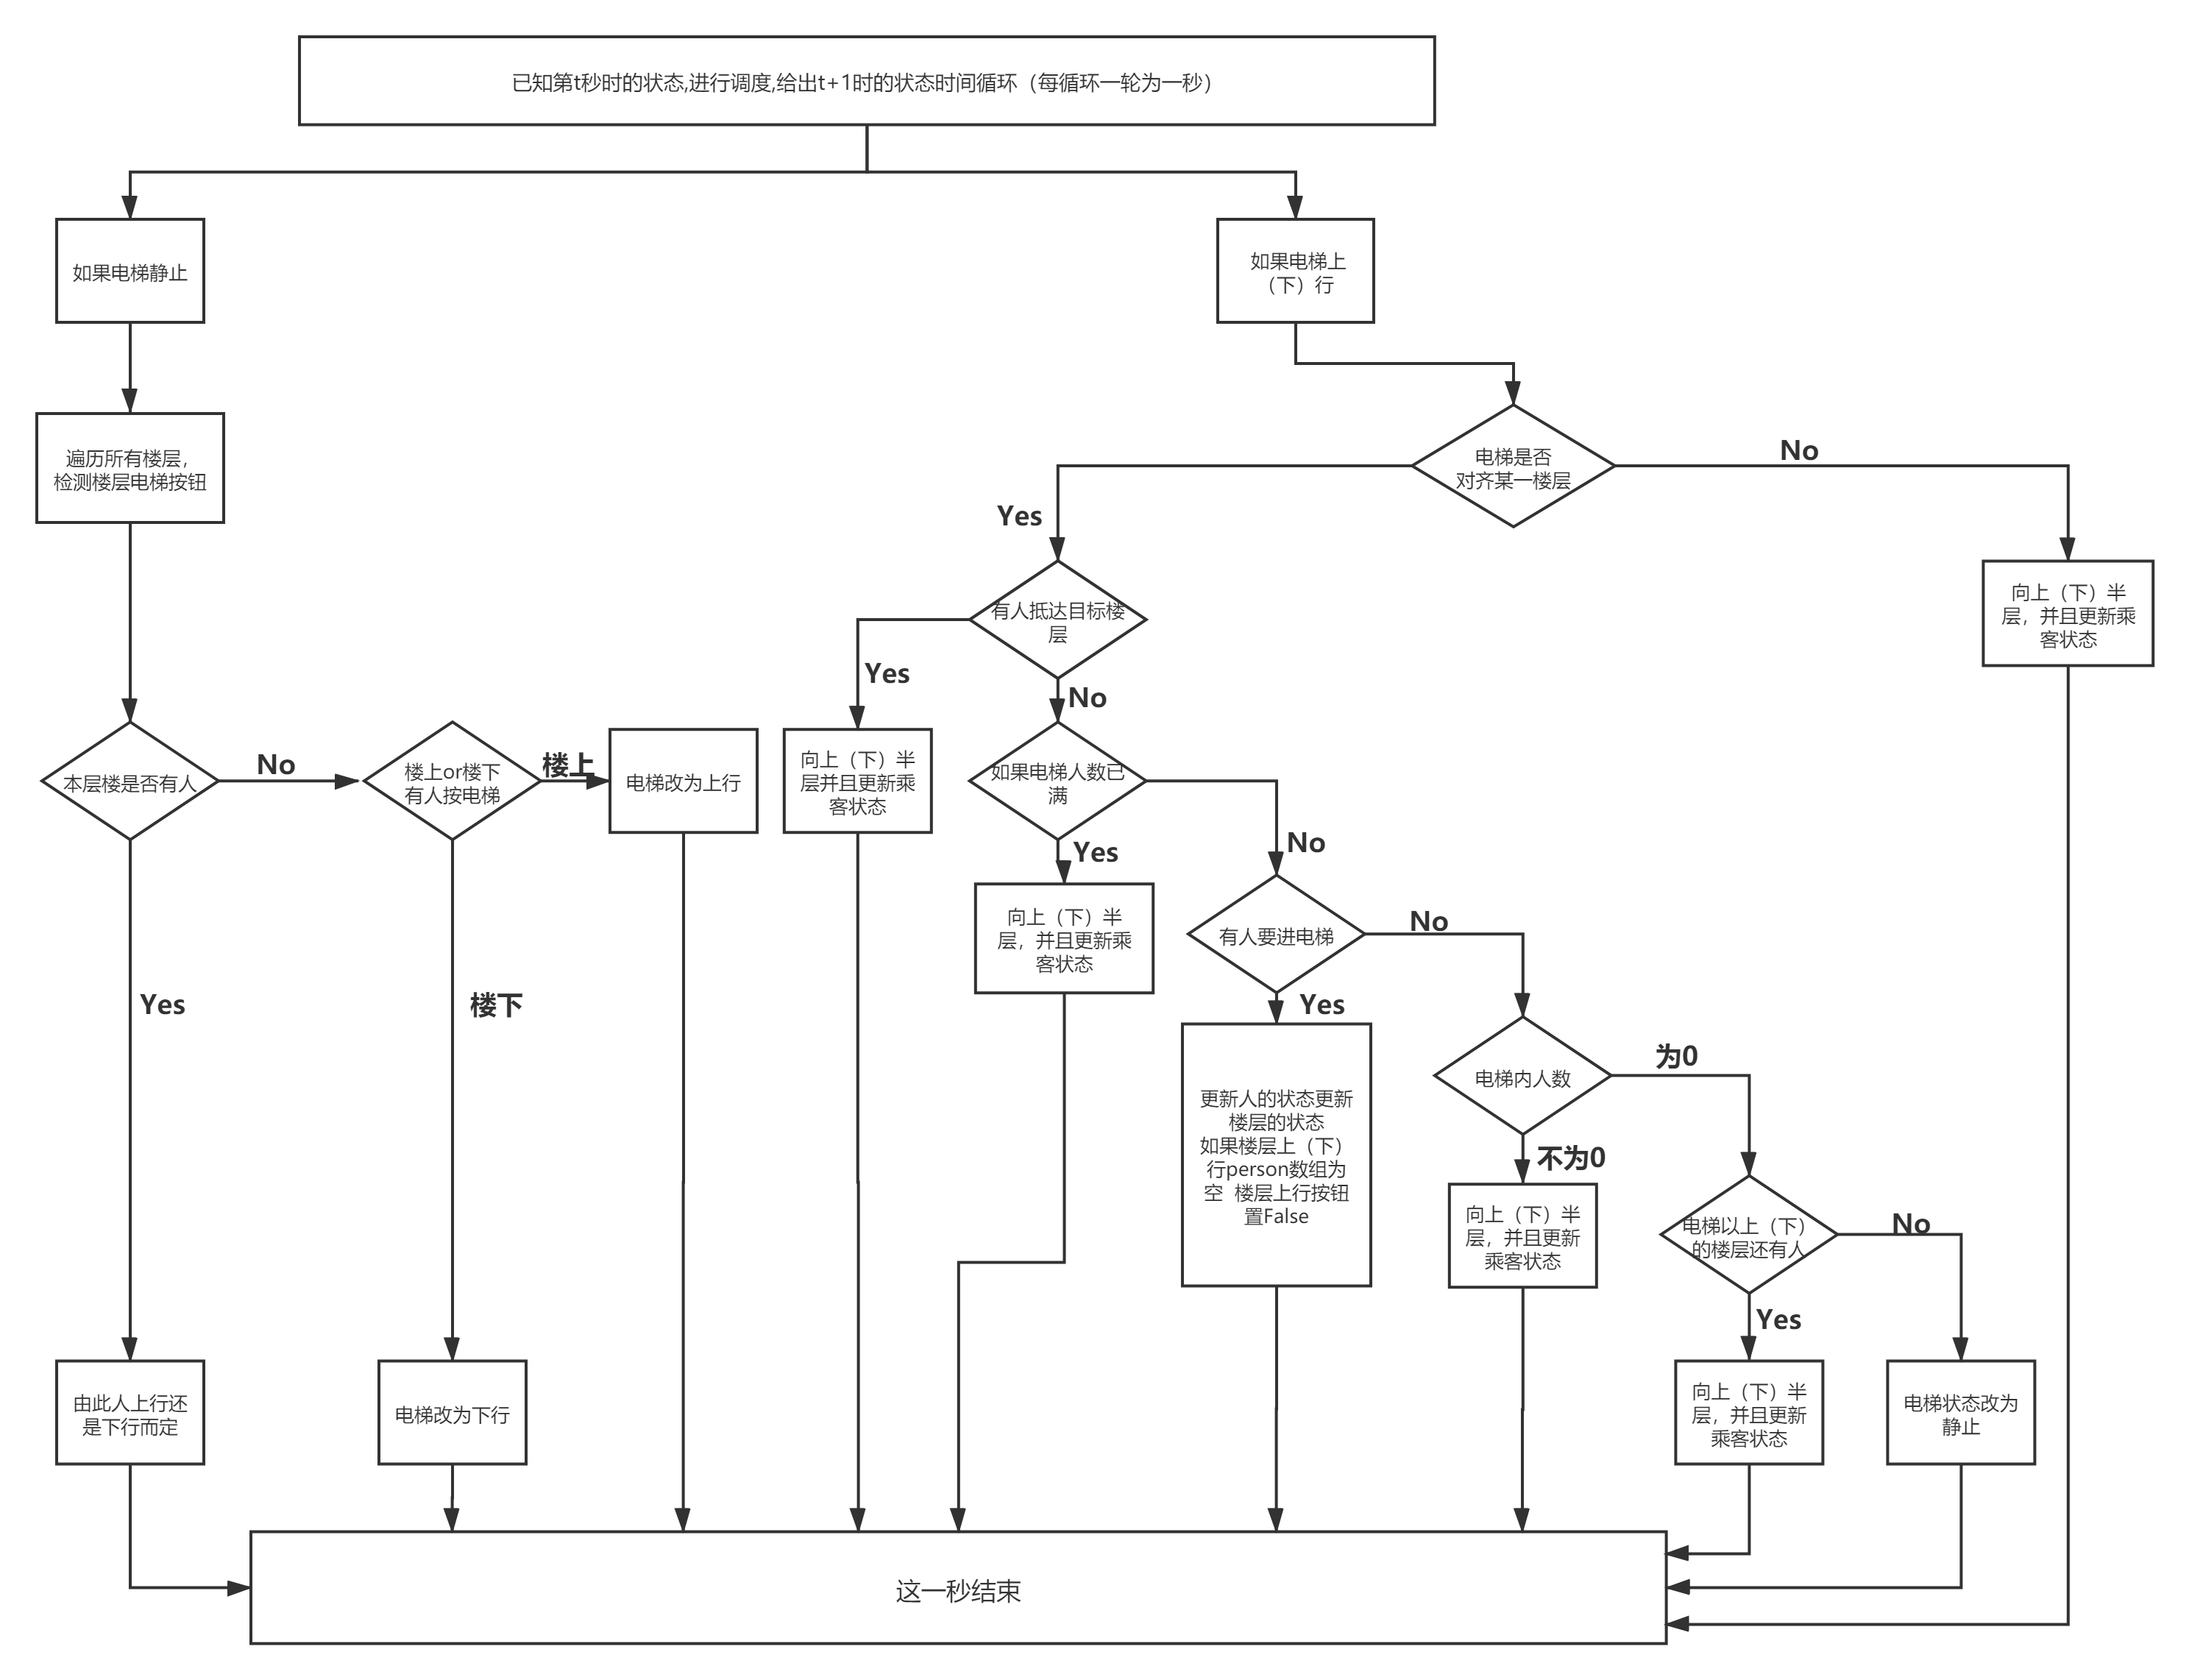 已知第t秒时的状态,进行调度,给出t+1时的状态时间循环（每循环一轮为一秒）
如果电梯静止
如果电梯上
（下）行
遍历所有楼层，
检测楼层电梯按钮
电梯是否
对齐某一楼层
No
Yes
有人抵达目标楼
层
向上（下）半
层，并且更新乘
客状态
Yes
No
本层楼是否有人
No
楼上or楼下
有人按电梯
楼上
电梯改为上行
向上（下）半
层并且更新乘
客状态
如果电梯人数已
满
Yes
No
向上（下）半
层，并且更新乘
客状态
有人要进电梯
No
Yes
楼下
Yes
更新人的状态更新
楼层的状态
如果楼层上（下）
行person数组为
空 楼层上行按钮
置False
电梯内人数
为0
不为0
向上（下）半
层，并且更新
乘客状态
电梯以上（下）
的楼层还有人
No
Yes
由此人上行还
是下行而定
电梯改为下行
向上（下）半
层，并且更新
乘客状态
电梯状态改为
静止
这一秒结束